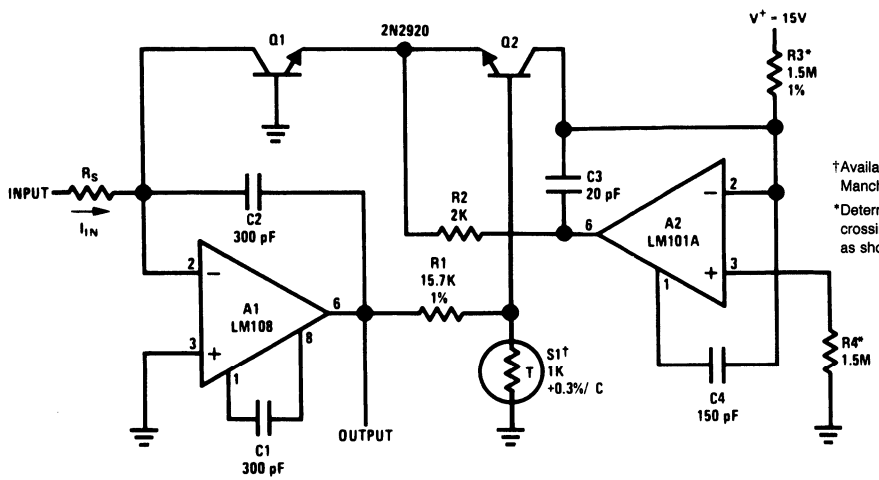 2N2920
Q1
Q2
V+ - 15V
R3*
1.5M
1%
INPUT
RS
IIN
C2
300 pF
C3
20 pF
R2
2K
2
A2
LM101A
6
3
1
†Availa
Manch
*Deterr
crossi
as sho
2
A1
LM108
6
3
1
8
R1
15.7K
1%
S1†
1K
+0.3%/ C
T
R4*
1.5M
C4
150 pF
C1
300 pF
OUTPUT